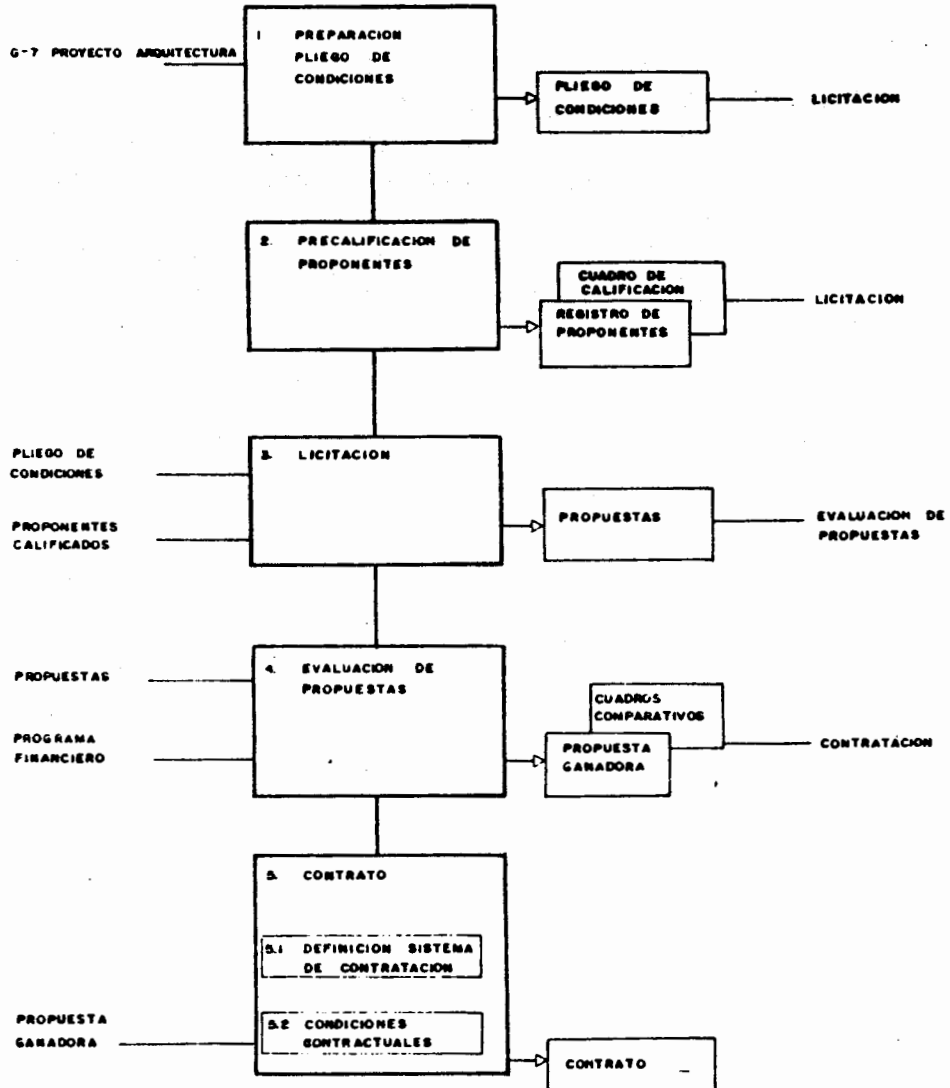 G-7 PROYECTO ARQUITECTURA
1 PREPARACION
PLIEGO DE
CONDICIONES
PLIEGO DE
CONDICIONES
LICITACION
2. PRECALIFICACION DE
PROPONENTES
CUADRO DE
CALIFICACION
REGISTRO DE
PROPONENTES
LICITACION
PLIEGO DE
CONDICIONES
PROPONENTES
CALIFICADOS
3. LICITACION
PROPUESTAS
EVALUACION DE
PROPUESTAS
PROPUESTAS
PROGRAMA
FINANCIERO
4. EVALUACION DE
PROPUESTAS
CUADROS
COMPARATIVOS
PROPUESTA
GANADORA
CONTRATACION
5. CONTRATO
5.1 DEFINICION SISTEMA
DE CONTRATACION
PROPUESTA
GANADORA
5.2 CONDICIONES
CONTRACTUALES
CONTRATO